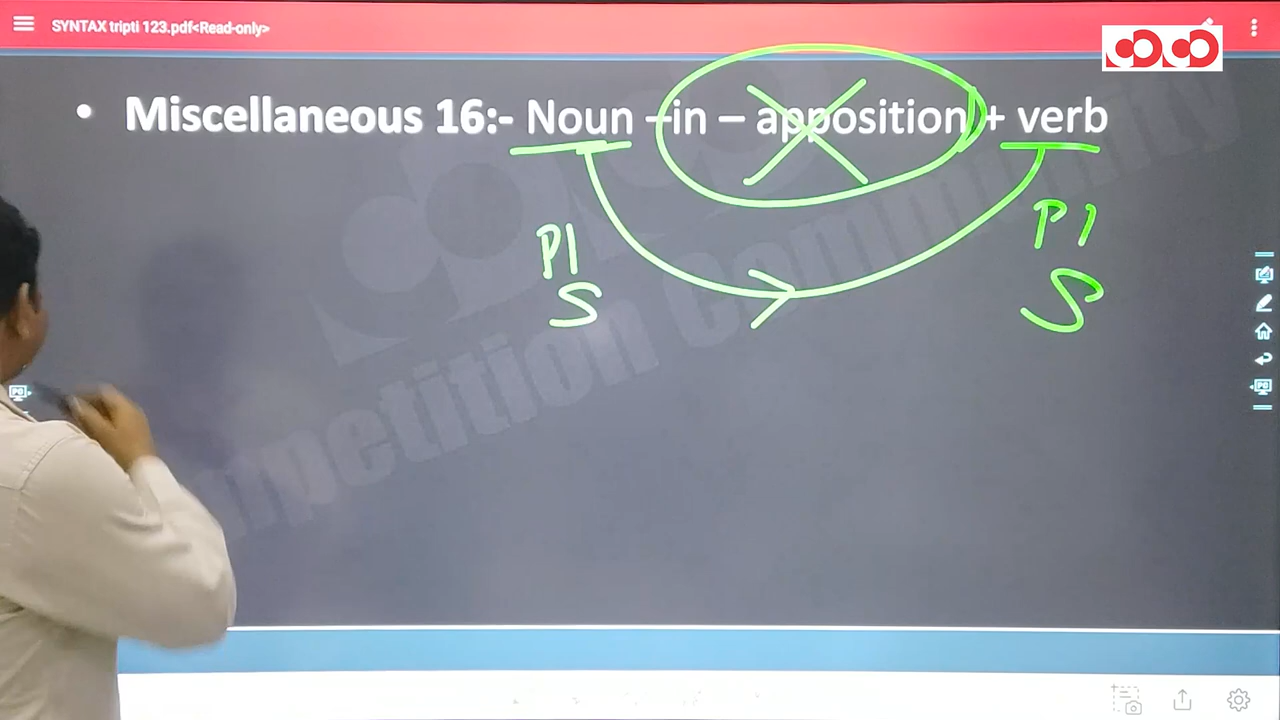 SYNTAX tripti 123.pdf<Read-only>
• Miscellaneous 16:- Noun –in – apposition + verb
Pl Pl
S S
Competition Community